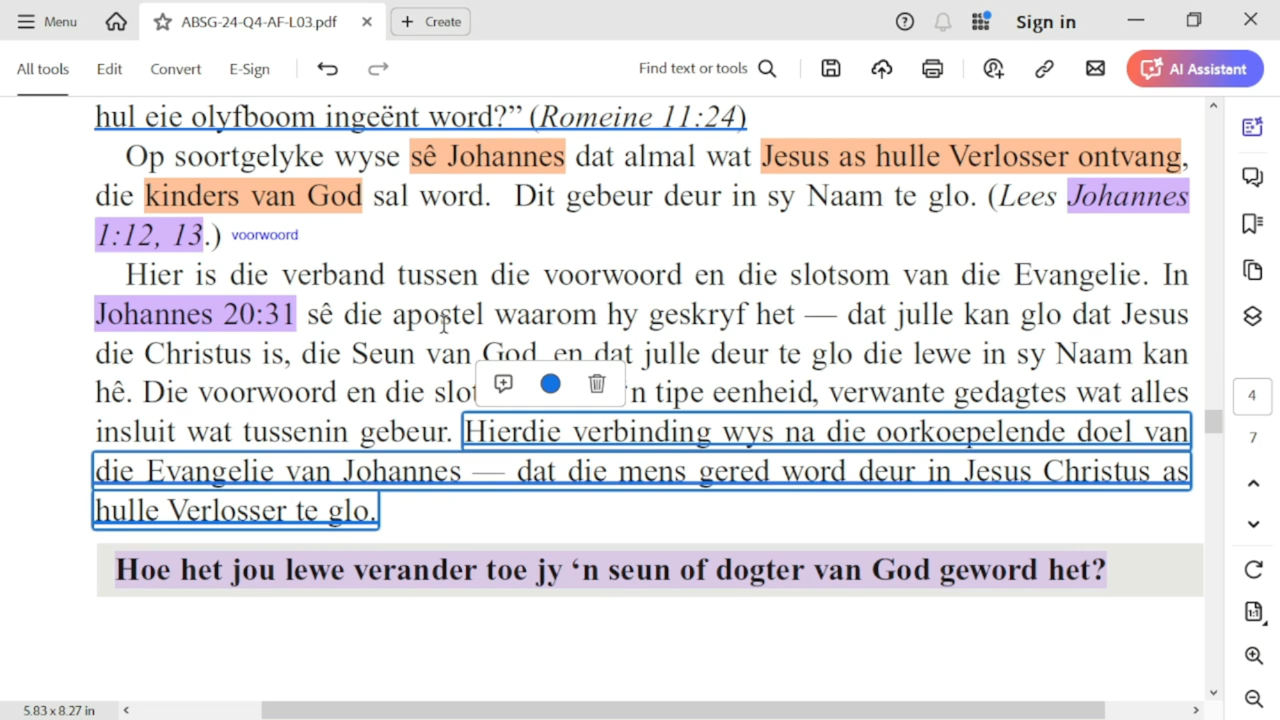 Menu
ABSG-24-Q4-AF-L03.pdf
Create
Sign in
All tools
Edit
Convert
E-Sign
Find text or tools
AI Assistant
hul eie olyfboom ingeënt word?” (Romeine 11:24)
Op soortgelyke wyse sê Johannes dat almal wat Jesus as hulle Verlosser ontvang,
die kinders van God sal word. Dit gebeur deur in sy Naam te glo. (Lees Johannes
1:12, 13.) voorwoord
Hier is die verband tussen die voorwoord en die slotsom van die Evangelie. In
Johannes 20:31 sê die apostel waarom hy geskryf het — dat julle kan glo dat Jesus
die Christus is, die Seun van God, en dat julle deur te glo die lewe in sy Naam kan
hê. Die voorwoord en die slot ’n tipe eenheid, verwante gedagtes wat alles
insluit wat tussenin gebeur. Hierdie verbinding wys na die oorkoepelende doel van
die Evangelie van Johannes — dat die mens gered word deur in Jesus Christus as
hulle Verlosser te glo.
Hoe het jou lewe verander toe jy ‘n seun of dogter van God geword het?
4
7
1:1
5.83 x 8.27 in